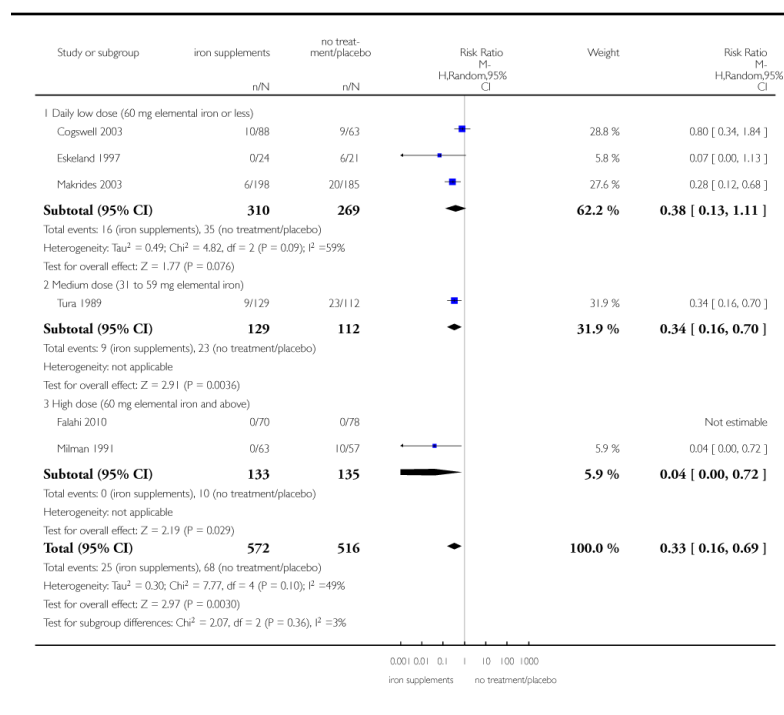 Study or subgroup iron supplements no treat-ment/placebo Risk Ratio Weight Risk Ratio
n/N n/N M-H,Random,95% CI M-H,Random,95% CI
1 Daily low dose (60 mg elemental iron or less)
Cogswell 2003 10/88 9/63 28.8 % 0.80 [ 0.34, 1.84 ]
Eskeland 1997 0/24 6/21 5.8 % 0.07 [ 0.00, 1.13 ]
Makrides 2003 6/198 20/185 27.6 % 0.28 [ 0.12, 0.68 ]
Subtotal (95% CI) 310 269 62.2 % 0.38 [ 0.13, 1.11 ]
Total events: 16 (iron supplements), 35 (no treatment/placebo)
Heterogeneity: Tau² = 0.49; Chi² = 4.82, df = 2 (P = 0.09); I² =59%
Test for overall effect: Z = 1.77 (P = 0.076)
2 Medium dose (31 to 59 mg elemental iron)
Tura 1989 9/129 23/112 31.9 % 0.34 [ 0.16, 0.70 ]
Subtotal (95% CI) 129 112 31.9 % 0.34 [ 0.16, 0.70 ]
Total events: 9 (iron supplements), 23 (no treatment/placebo)
Heterogeneity: not applicable
Test for overall effect: Z = 2.91 (P = 0.0036)
3 High dose (60 mg elemental iron and above)
Falahi 2010 0/70 0/78 Not estimable
Milman 1991 0/63 10/57 5.9 % 0.04 [ 0.00, 0.72 ]
Subtotal (95% CI) 133 135 5.9 % 0.04 [ 0.00, 0.72 ]
Total events: 0 (iron supplements), 10 (no treatment/placebo)
Heterogeneity: not applicable
Test for overall effect: Z = 2.19 (P = 0.029)
Total (95% CI) 572 516 100.0 % 0.33 [ 0.16, 0.69 ]
Total events: 25 (iron supplements), 68 (no treatment/placebo)
Heterogeneity: Tau² = 0.30; Chi² = 7.77, df = 4 (P = 0.10); I² =49%
Test for overall effect: Z = 2.97 (P = 0.0030)
Test for subgroup differences: Chi² = 2.07, df = 2 (P = 0.36), I² =3%
0.001 0.01 0.1 1 10 100 1000
iron supplements no treatment/placebo